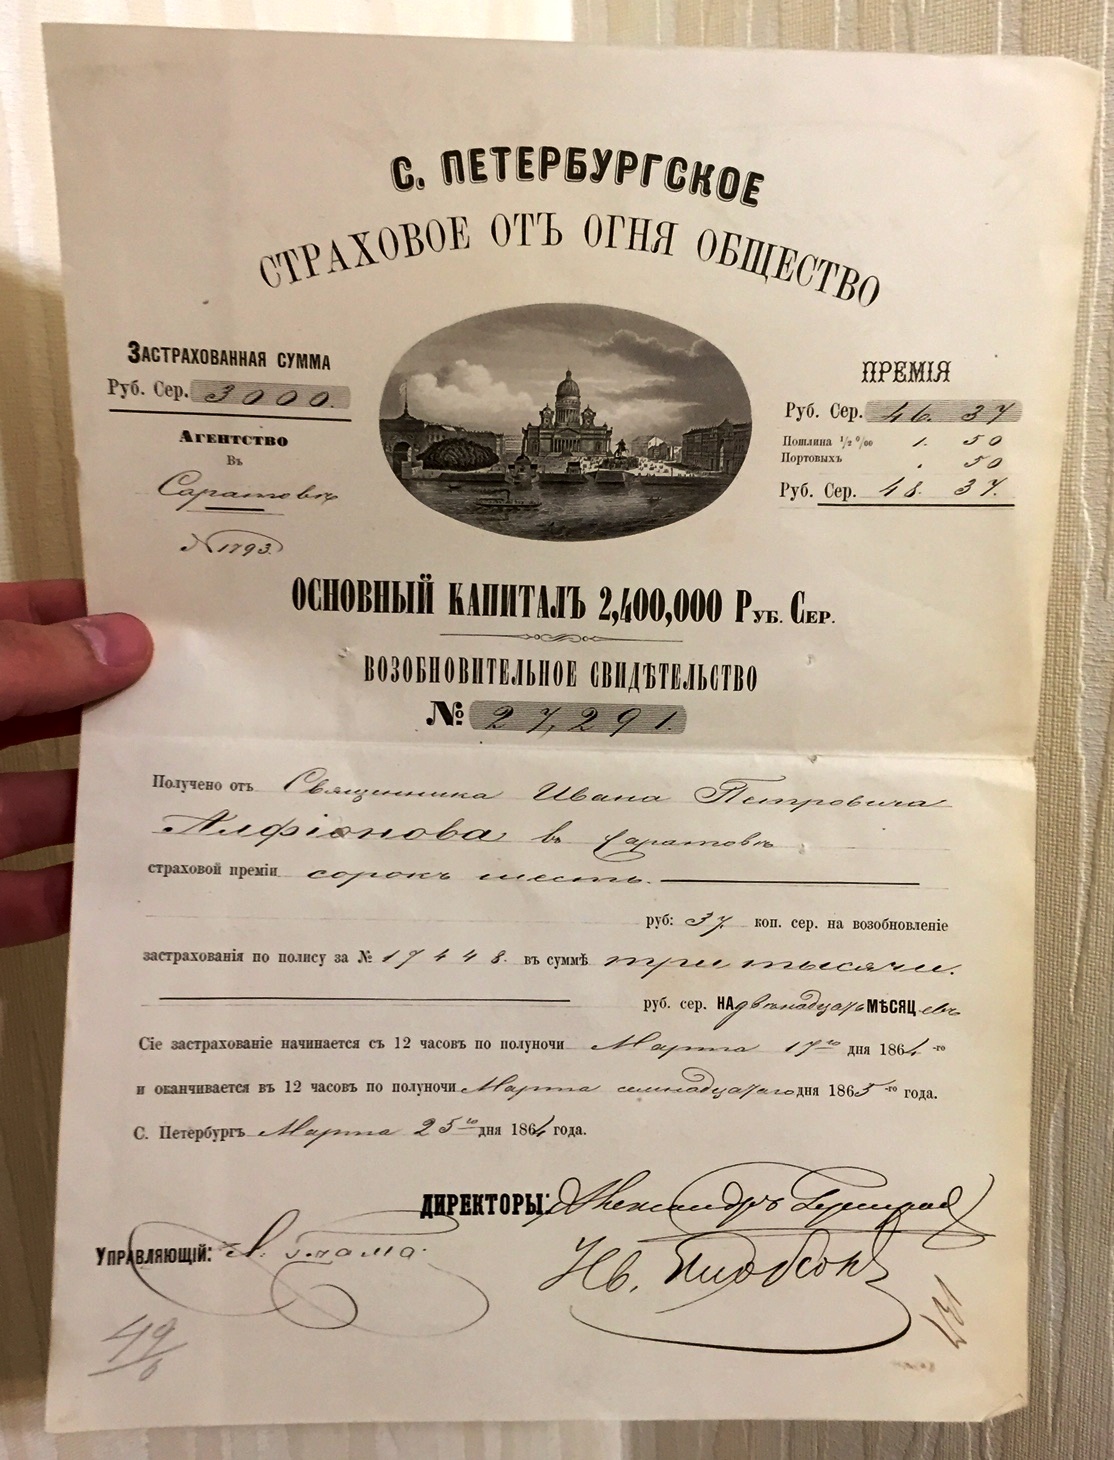 С. ПЕТЕРБУРГСКОЕ
СТРАХОВОЕ ОТЪ ОГНЯ ОБЩЕСТВО
ЗАСТРАХОВАННАЯ СУММА
Руб. Сер. 3000.
АГЕНТСТВО
Въ
Саратовѣ
№ 1793.
ПРЕМІЯ
Руб. Сер. 46. 37
Пошлина ½ ‰ 1. 50
Портовыхъ . 50
Руб. Сер. 48. 37.
ОСНОВНЫЙ КАПИТАЛЪ 2,400,000 РУБ. СЕР.
ВОЗОБНОВИТЕЛЬНОЕ СВИДѢТЕЛЬСТВО
№ 27,291.
Получено отъ Священника Ивана Петровича
Алфіонова въ Саратовѣ
страховой преміи сорокъ шесть.
руб: 37 коп. сер. на возобновленіе
застрахованія по полису за № 17448. въ суммѣ три тысячи.
руб. сер. НА двѣнадцать МѢСЯЦ евъ
Сіе застрахованіе начинается съ 12 часовъ по полуночи Марта 17го дня 1864 -го
и оканчивается въ 12 часовъ по полуночи Марта семнадцатаго дня 1865 -го года.
С. Петербургъ Марта 25го дня 1864 года.
ДИРЕКТОРЫ: Александръ
УПРАВЛЯЮЩІЙ:
Ив.